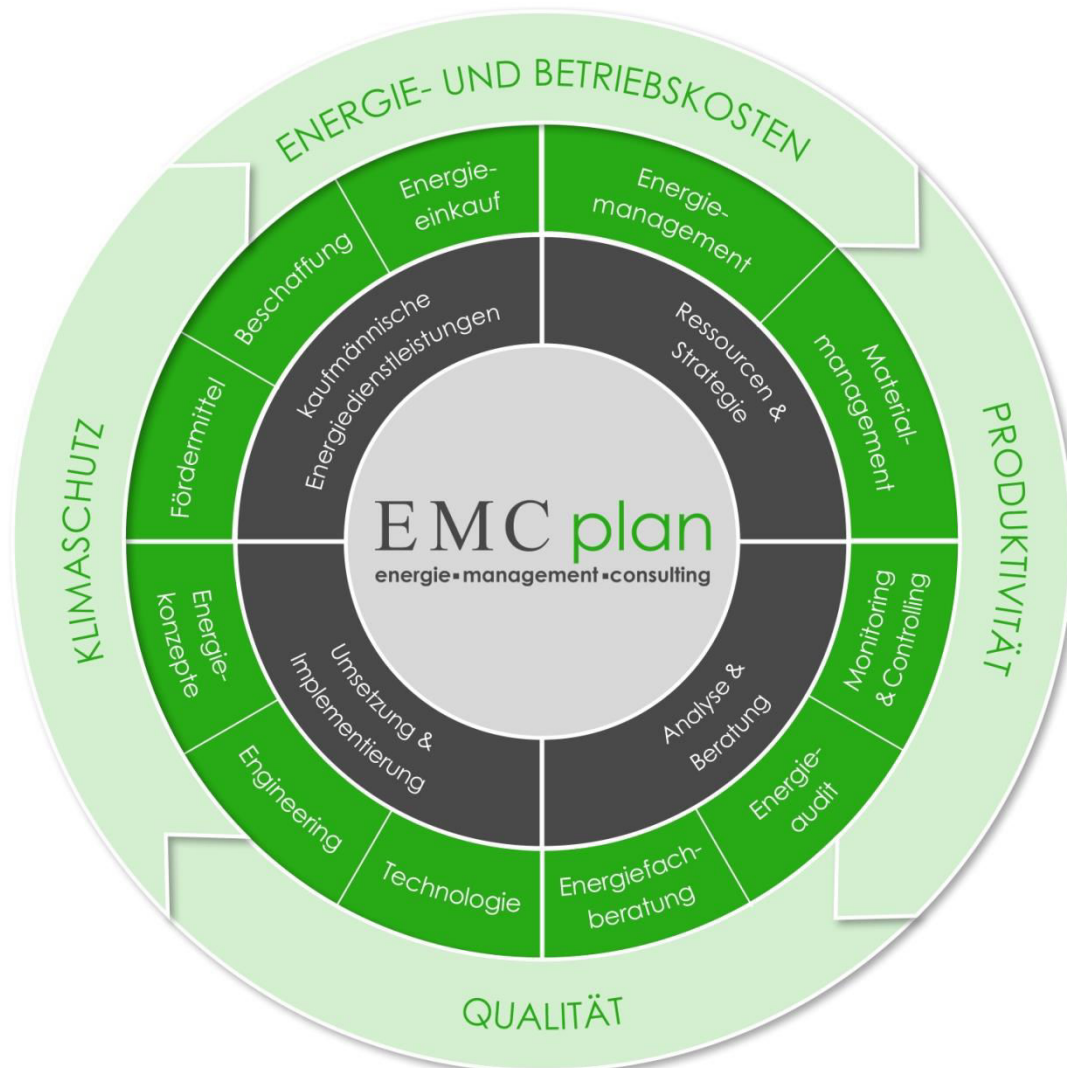 ENERGIE- UND BETRIEBSKOSTEN
PRODUKTIVITÄT
QUALITÄT
KLIMASCHUTZ
Energie-
einkauf
Energie-
management
Material-
management
Monitoring
& Controlling
Energie-
audit
Energiefach-
beratung
Technologie
Engineering
Energie-
konzepte
Fördermittel
Beschaffung
kaufmännische
Energiedienstleistungen
Ressourcen &
Strategie
Analyse &
Beratung
Umsetzung &
Implementierung
EMC plan
energie▪management▪consulting